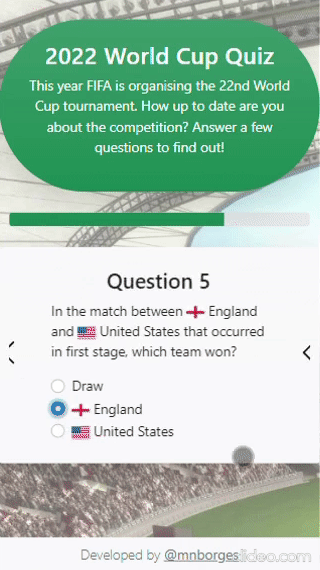 2022 World Cup Quiz
This year FIFA is organising the 22nd World
Cup tournament. How up to date are you
about the competition? Answer a few
questions to find out!
Question 5
In the match between England
and United States that occurred
in first stage, which team won?
Draw
England
United States
Developed by @mnborges